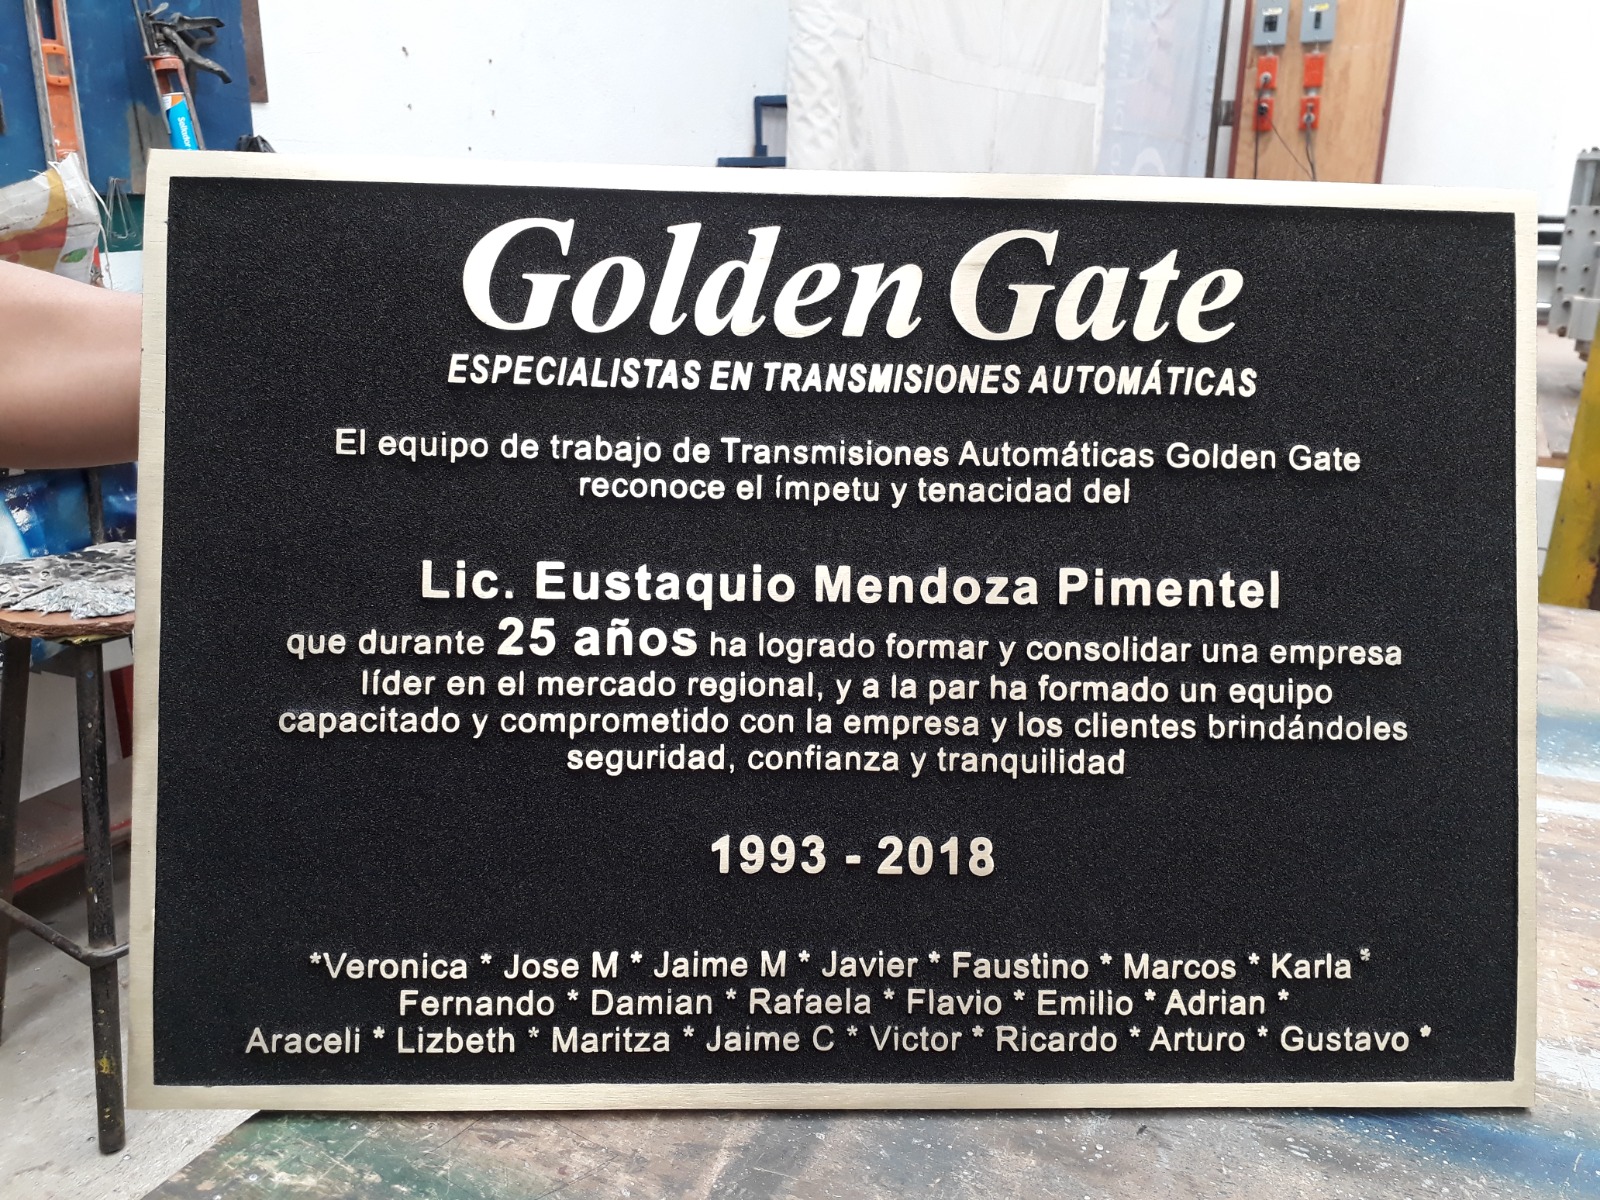 Golden Gate
ESPECIALISTAS EN TRANSMISIONES AUTOMÁTICAS
El equipo de trabajo de Transmisiones Automáticas Golden Gate
reconoce el ímpetu y tenacidad del
Lic. Eustaquio Mendoza Pimentel
que durante 25 años ha logrado formar y consolidar una empresa
líder en el mercado regional, y a la par ha formado un equipo
capacitado y comprometido con la empresa y los clientes brindándoles
seguridad, confianza y tranquilidad
1993 - 2018
*Veronica * Jose M * Jaime M * Javier * Faustino * Marcos * Karla *
Fernando * Damian * Rafaela * Flavio * Emilio * Adrian *
Araceli * Lizbeth * Maritza * Jaime C * Victor * Ricardo * Arturo * Gustavo *